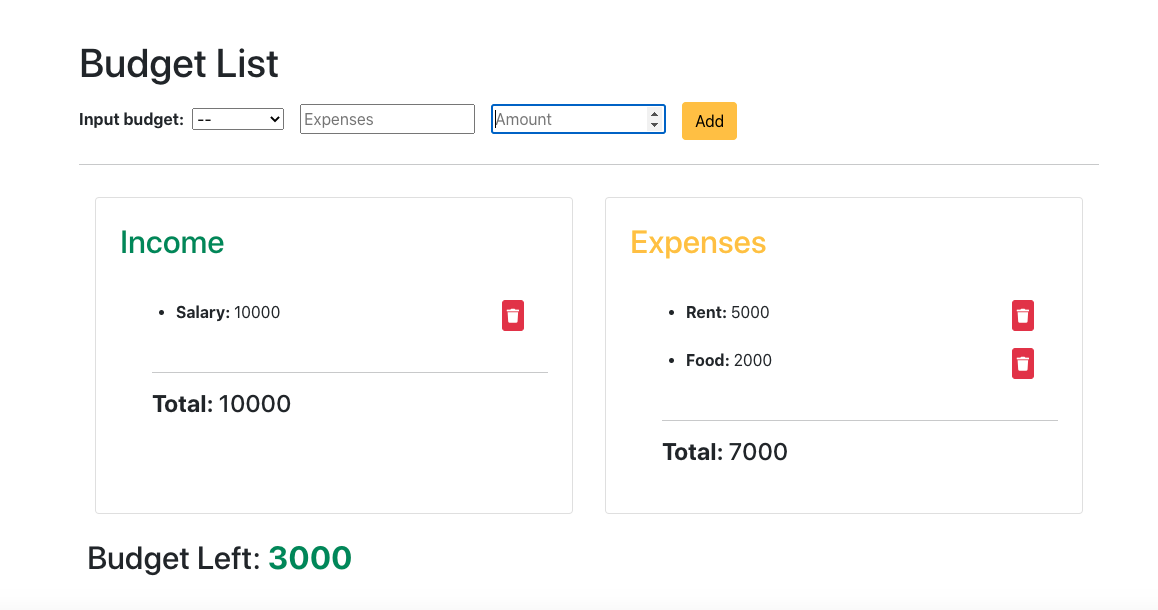 Budget List
Input budget: -- Expenses Amount Add
Income
• Salary: 10000
Total: 10000
Expenses
• Rent: 5000
• Food: 2000
Total: 7000
Budget Left: 3000